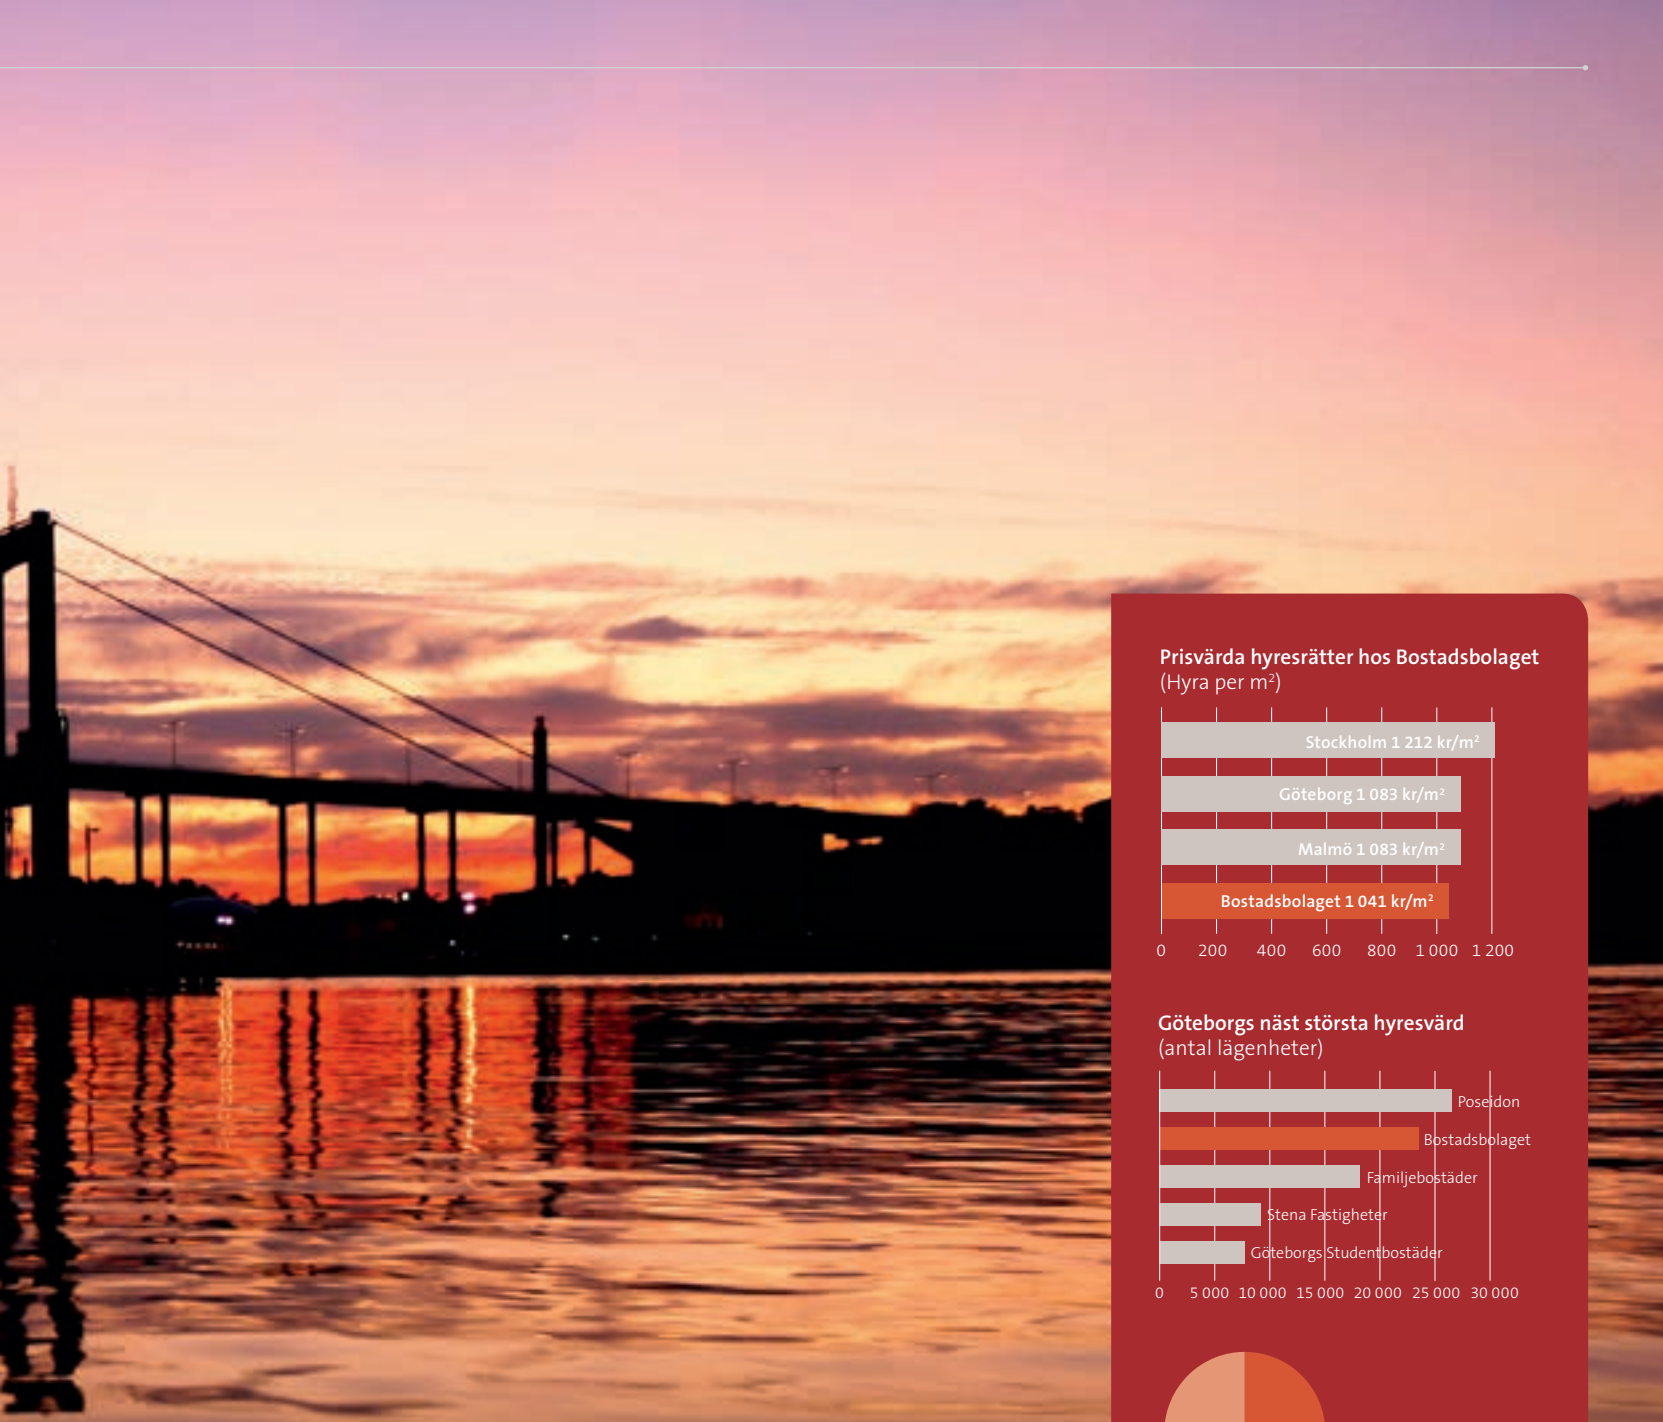 Prisvärda hyresrätter hos Bostadsbolaget
(Hyra per m²)
Stockholm 1 212 kr/m²
Göteborg 1 083 kr/m²
Malmö 1 083 kr/m²
Bostadsbolaget 1 041 kr/m²
0 200 400 600 800 1 000 1 200
Göteborgs näst största hyresvärd
(antal lägenheter)
Poseidon
Bostadsbolaget
Familjebostäder
Stena Fastigheter
Göteborgs Studentbostäder
0 5 000 10 000 15 000 20 000 25 000 30 000